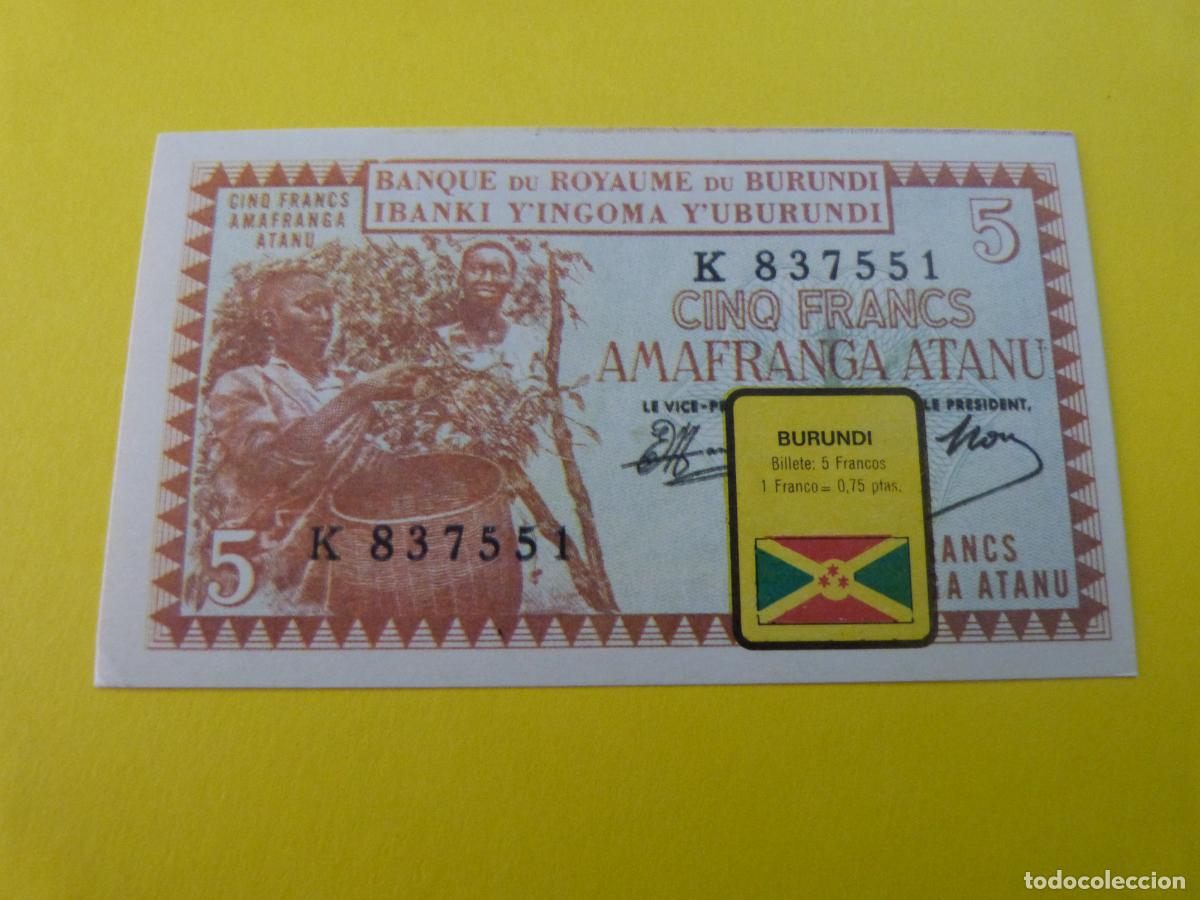 BANQUE DU ROYAUME DU BURUNDI
IBANKI Y'INGOMA Y'UBURUNDI
CINQ FRANCS
AMAFRANGA
ATANU
5
K 837551
CINQ FRANCS
AMAFRANGA ATANU
LE VICE-PR
LE PRESIDENT,
BURUNDI
Billete: 5 Francos
1 Franco = 0,75 ptas.
5
K 837551
RANCS
GA ATANU
todocoleccion